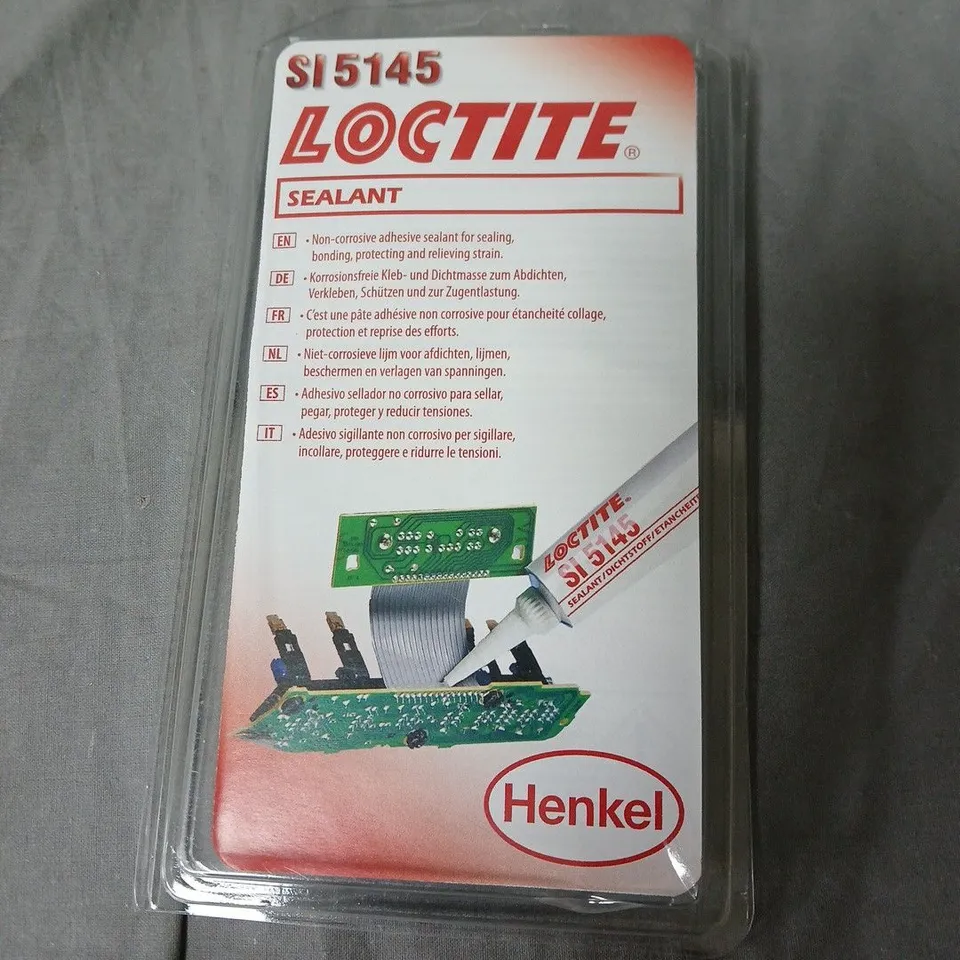 SI 5145
LOCTITE®
SEALANT
EN • Non-corrosive adhesive sealant for sealing,
bonding, protecting and relieving strain.
DE • Korrosionsfreie Kleb- und Dichtmasse zum Abdichten,
Verkleben, Schützen und zur Zugentlastung.
FR • C'est une pâte adhésive non corrosive pour étancheité collage,
protection et reprise des efforts.
NL • Niet-corrosieve lijm voor afdichten, lijmen,
beschermen en verlagen van spanningen.
ES • Adhesivo sellador no corrosivo para sellar,
pegar, proteger y reducir tensiones.
IT • Adesivo sigillante non corrosivo per sigillare,
incollare, proteggere e ridurre le tensioni.
LOCTITE®
SI 5145
SEALANT/DICHTSTOFF/ETANCHEITE
Henkel